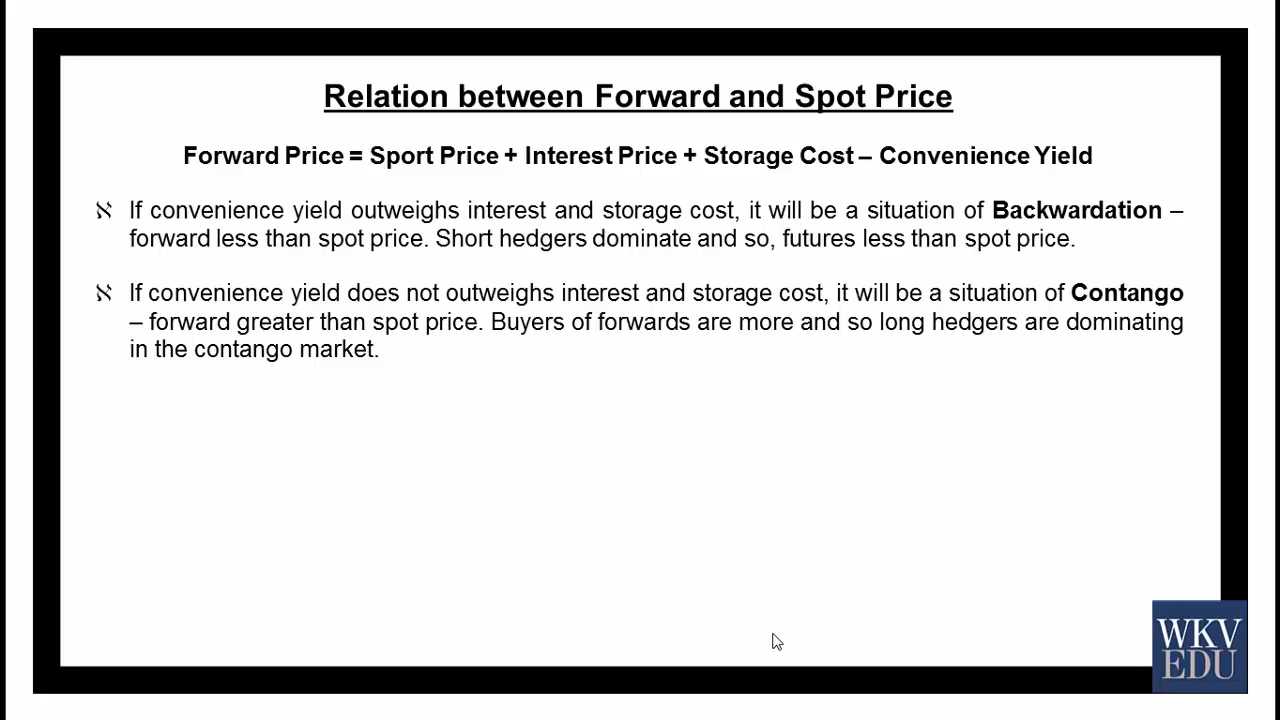 Relation between Forward and Spot Price
Forward Price = Sport Price + Interest Price + Storage Cost – Convenience Yield
ℵ If convenience yield outweighs interest and storage cost, it will be a situation of Backwardation –
forward less than spot price. Short hedgers dominate and so, futures less than spot price.
ℵ If convenience yield does not outweighs interest and storage cost, it will be a situation of Contango
– forward greater than spot price. Buyers of forwards are more and so long hedgers are dominating
in the contango market.
WKV
EDU